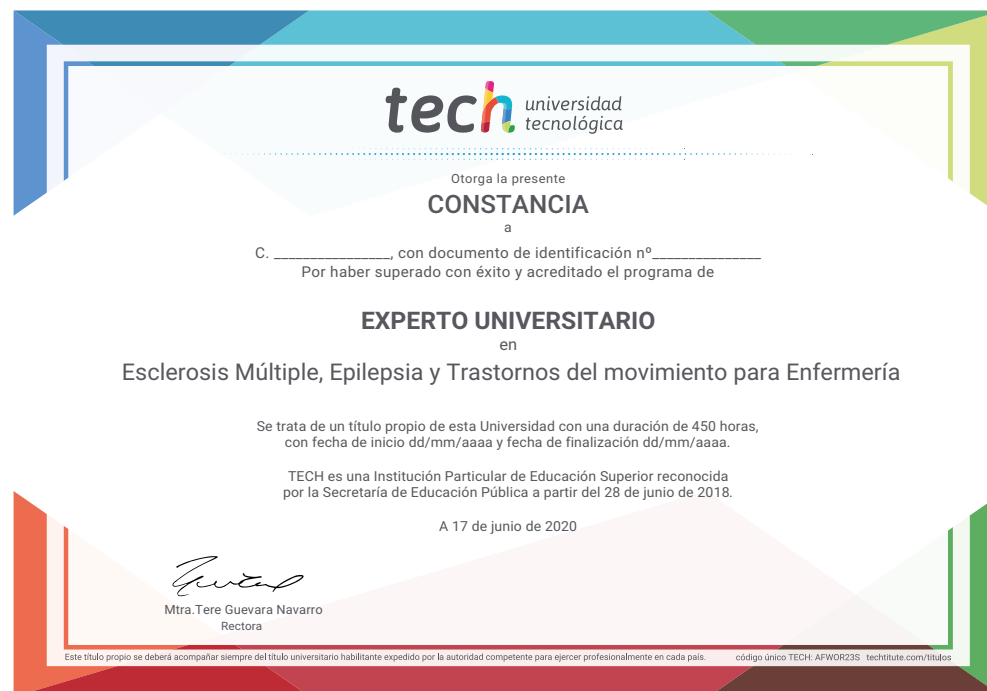 tech universidad
tecnológica
Otorga la presente
CONSTANCIA
a
C. ________________, con documento de identificación nº_______________
Por haber superado con éxito y acreditado el programa de
EXPERTO UNIVERSITARIO
en
Esclerosis Múltiple, Epilepsia y Trastornos del movimiento para Enfermería
Se trata de un título propio de esta Universidad con una duración de 450 horas,
con fecha de inicio dd/mm/aaaa y fecha de finalización dd/mm/aaaa.
TECH es una Institución Particular de Educación Superior reconocida
por la Secretaría de Educación Pública a partir del 28 de junio de 2018.
A 17 de junio de 2020
Mtra.Tere Guevara Navarro
Rectora
Este título propio se deberá acompañar siempre del título universitario habilitante expedido por la autoridad competente para ejercer profesionalmente en cada país. código único TECH: AFWOR23S techtitute.com/titulos